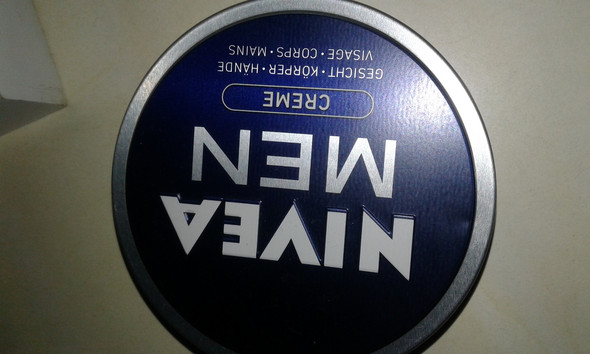 NIVEA
MEN
CREME
GESICHT · KÖRPER · HÄNDE
VISAGE · CORPS · MAINS